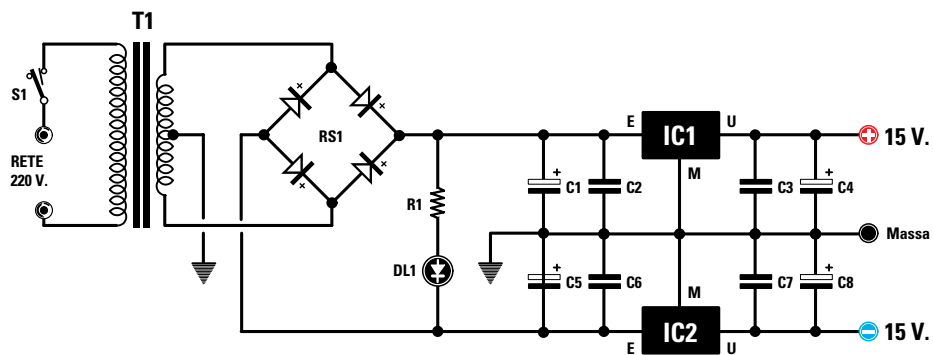 T1
S1
RETE
220 V.
RS1
R1
DL1
E
IC1
U
M
15 V.
C1
C2
C3
C4
Massa
C5
C6
C7
C8
M
E
IC2
U
15 V.